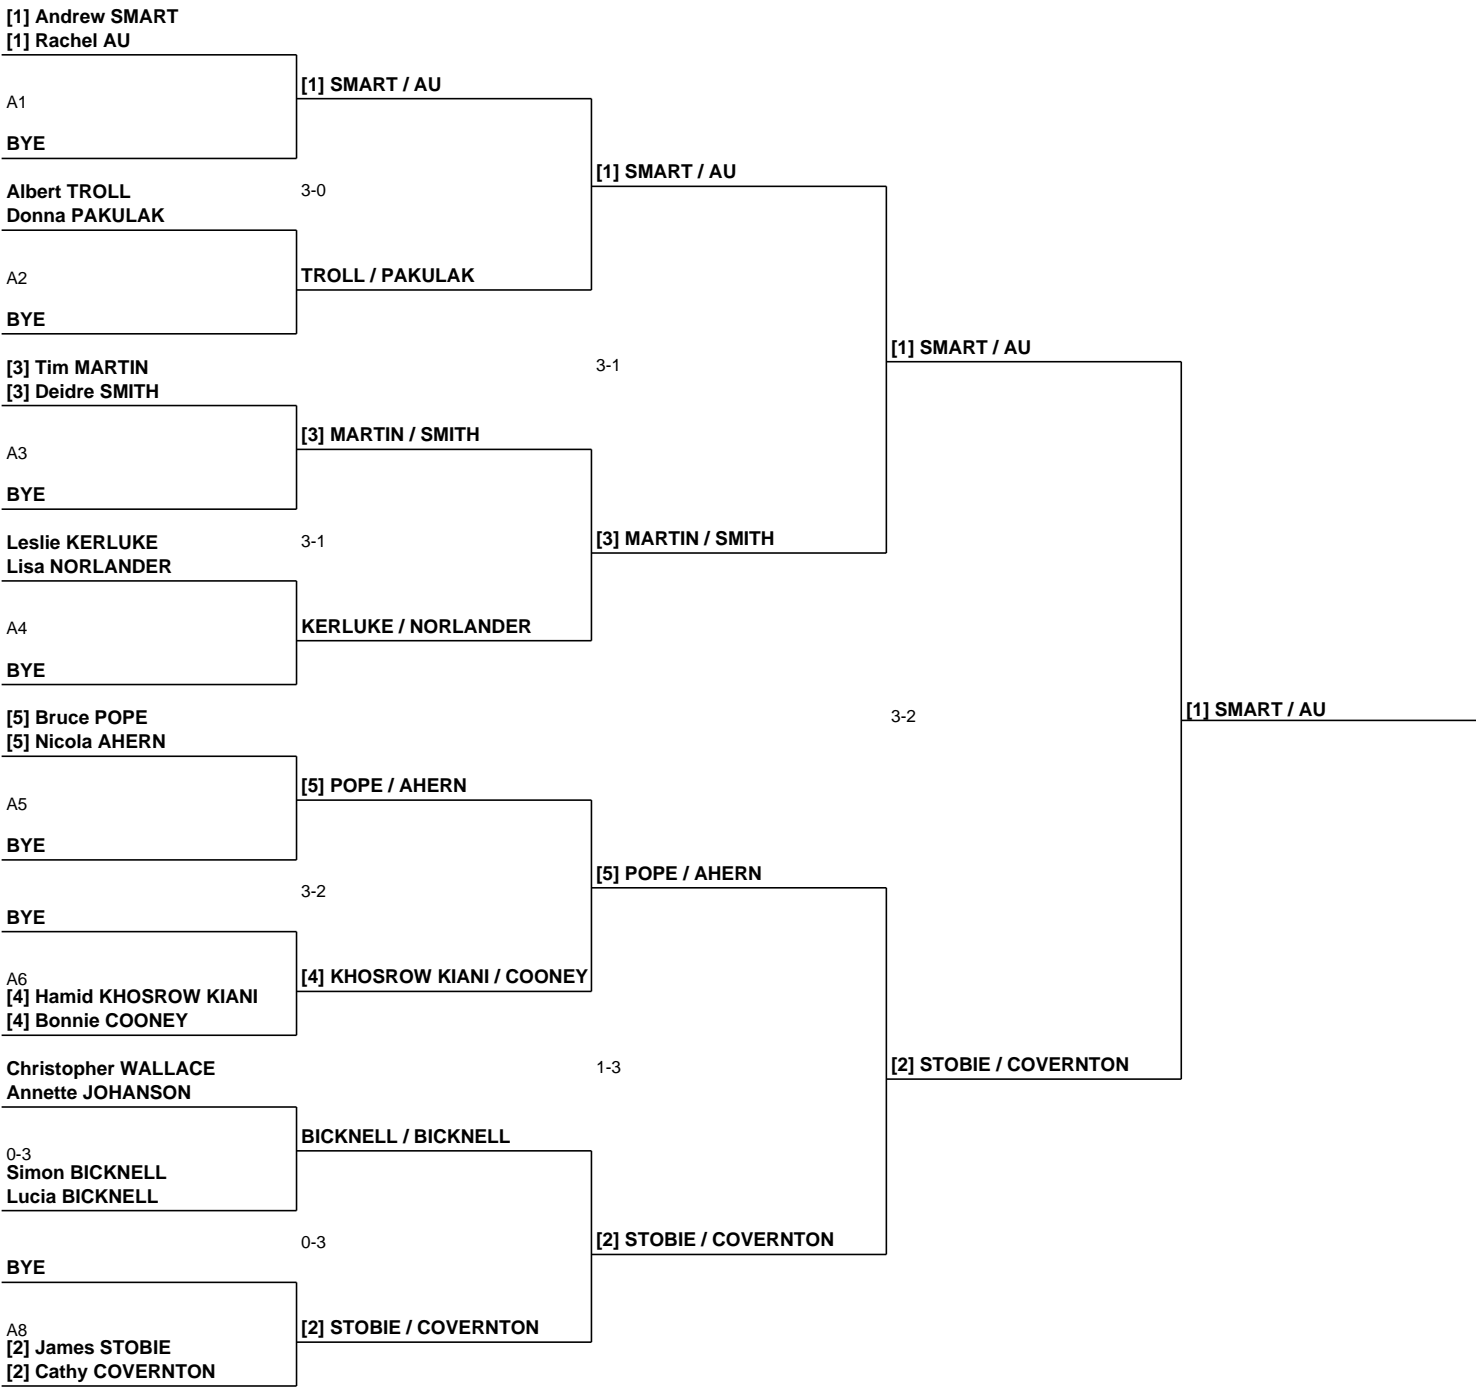 [1] Andrew SMART
[1] Rachel AU
A1
BYE
[1] SMART / AU
Albert TROLL
Donna PAKULAK
A2
BYE
3-0
TROLL / PAKULAK
[1] SMART / AU
[3] Tim MARTIN
[3] Deidre SMITH
A3
BYE
[3] MARTIN / SMITH
Leslie KERLUKE
Lisa NORLANDER
A4
BYE
3-1
KERLUKE / NORLANDER
3-1
[3] MARTIN / SMITH
[1] SMART / AU
[5] Bruce POPE
[5] Nicola AHERN
A5
BYE
[5] POPE / AHERN
BYE
A6
[4] Hamid KHOSROW KIANI
[4] Bonnie COONEY
3-2
[4] KHOSROW KIANI / COONEY
[5] POPE / AHERN
Christopher WALLACE
Annette JOHANSON
0-3
Simon BICKNELL
Lucia BICKNELL
BICKNELL / BICKNELL
BYE
A8
[2] James STOBIE
[2] Cathy COVERNTON
0-3
[2] STOBIE / COVERNTON
1-3
[2] STOBIE / COVERNTON
3-2
[2] STOBIE / COVERNTON
[1] SMART / AU